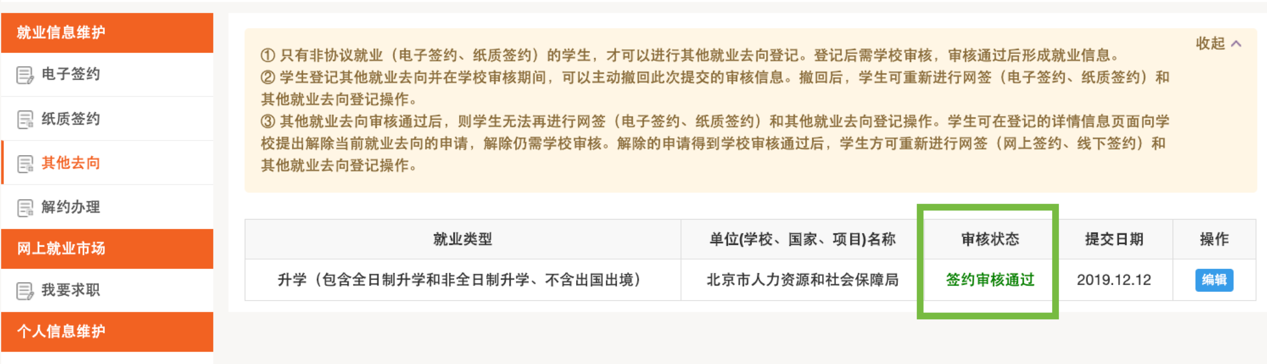 就业信息维护
电子签约
纸质签约
其他去向
解约办理
网上就业市场
我要求职
个人信息维护
收起
① 只有非协议就业（电子签约、纸质签约）的学生，才可以进行其他就业去向登记。登记后需学校审核，审核通过后形成就业信息。
② 学生登记其他就业去向并在学校审核期间，可以主动撤回此次提交的审核信息。撤回后，学生可重新进行网签（电子签约、纸质签约）和
其他就业去向登记操作。
③ 其他就业去向审核通过后，则学生无法再进行网签（电子签约、纸质签约）和其他就业去向登记操作。学生可在登记的详情信息页面向学
校提出解除当前就业去向的申请，解除仍需学校审核。解除的申请得到学校审核通过后，学生方可重新进行网签（网上签约、线下签约）和
其他就业去向登记操作。
就业类型 单位(学校、国家、项目)名称 审核状态 提交日期 操作
升学（包含全日制升学和非全日制升学、不含出国出境） 北京市人力资源和社会保障局 签约审核通过 2019.12.12 编辑